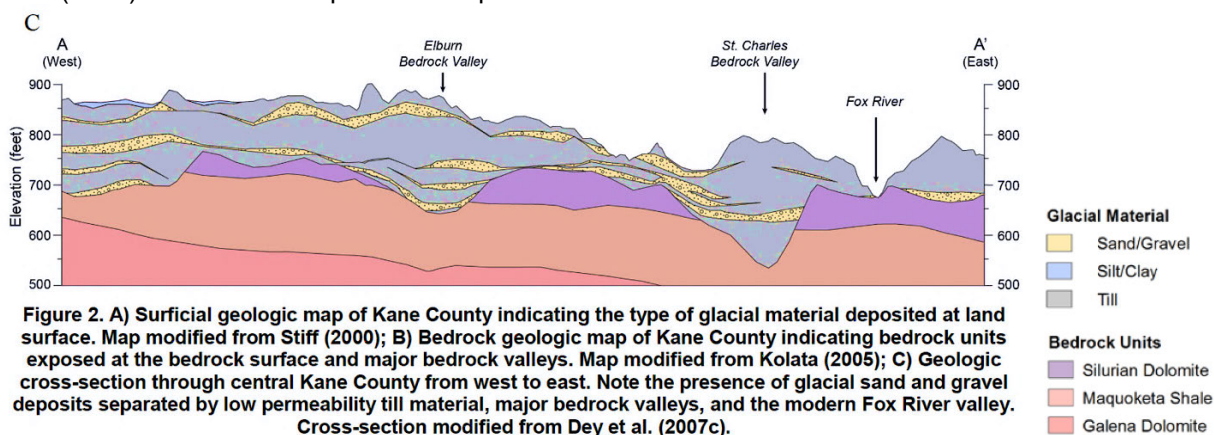 C
A
(West)
Elburn
Bedrock Valley
St. Charles
Bedrock Valley
Fox River
A'
(East)
900
800
700
600
500
Elevation (feet)
900
800
700
600
500
Glacial Material
Sand/Gravel
Silt/Clay
Till
Bedrock Units
Silurian Dolomite
Maquoketa Shale
Galena Dolomite
Figure 2. A) Surficial geologic map of Kane County indicating the type of glacial material deposited at land
surface. Map modified from Stiff (2000); B) Bedrock geologic map of Kane County indicating bedrock units
exposed at the bedrock surface and major bedrock valleys. Map modified from Kolata (2005); C) Geologic
cross-section through central Kane County from west to east. Note the presence of glacial sand and gravel
deposits separated by low permeability till material, major bedrock valleys, and the modern Fox River valley.
Cross-section modified from Dey et al. (2007c).